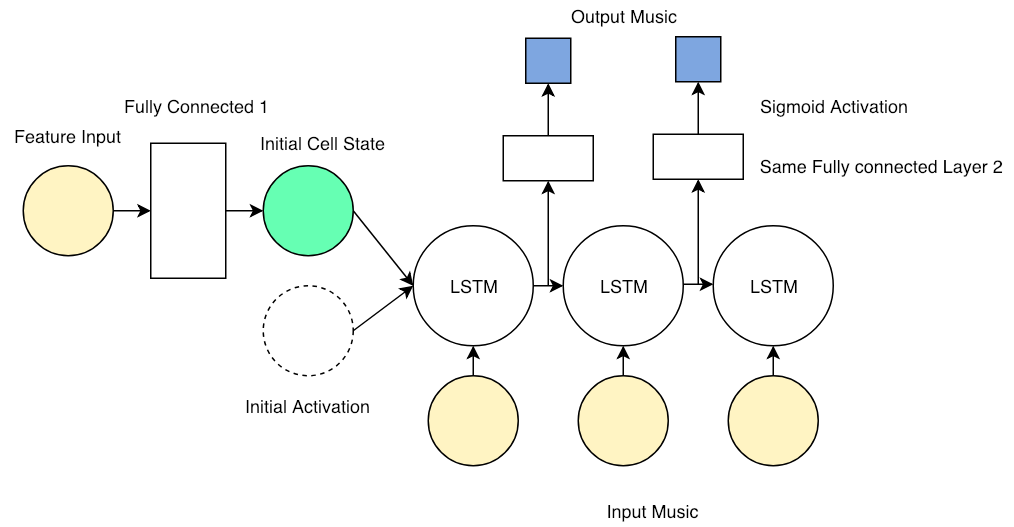 Output Music
Fully Connected 1
Sigmoid Activation
Feature Input
Initial Cell State
Same Fully connected Layer 2
LSTM
LSTM
LSTM
Initial Activation
Input Music